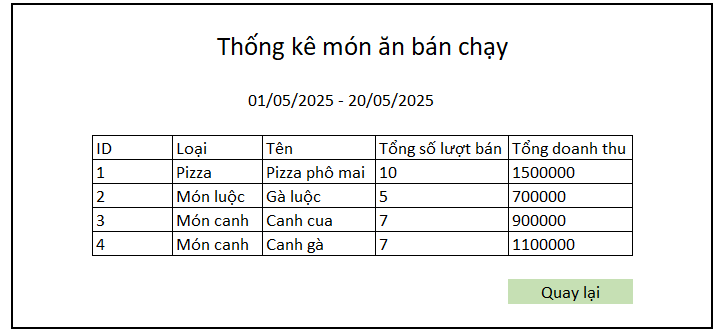 Thống kê món ăn bán chạy
01/05/2025 - 20/05/2025
ID Loại Tên Tổng số lượt bán Tổng doanh thu
1 Pizza Pizza phô mai 10 1500000
2 Món luộc Gà luộc 5 700000
3 Món canh Canh cua 7 900000
4 Món canh Canh gà 7 1100000
Quay lại